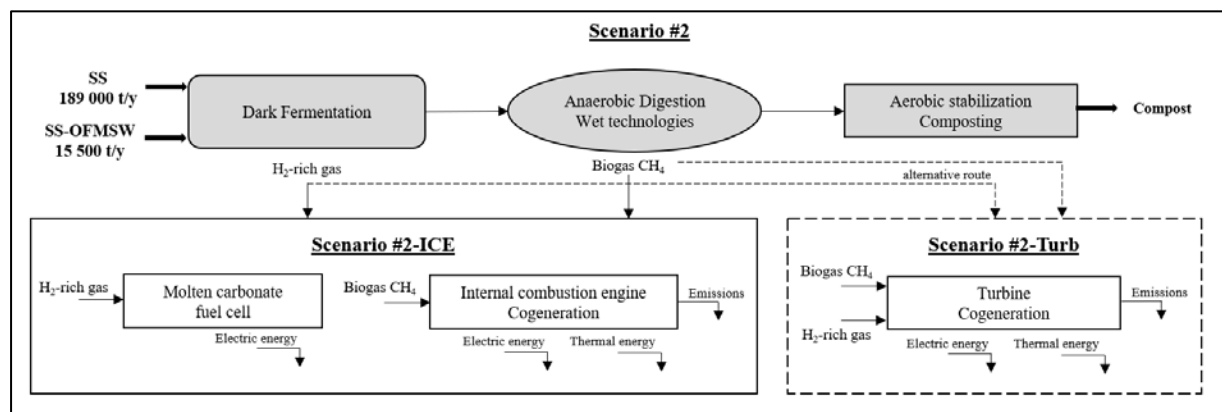 Scenario #2
SS
189 000 t/y
SS-OFMSW
15 500 t/y
Dark Fermentation
Anaerobic Digestion
Wet technologies
Aerobic stabilization
Composting
Compost
H₂-rich gas
Biogas CH₄
alternative route
Scenario #2-ICE
H₂-rich gas
Molten carbonate
fuel cell
Electric energy
Biogas CH₄
Internal combustion engine
Cogeneration
Emissions
Electric energy
Thermal energy
Scenario #2-Turb
Biogas CH₄
H₂-rich gas
Turbine
Cogeneration
Emissions
Electric energy
Thermal energy